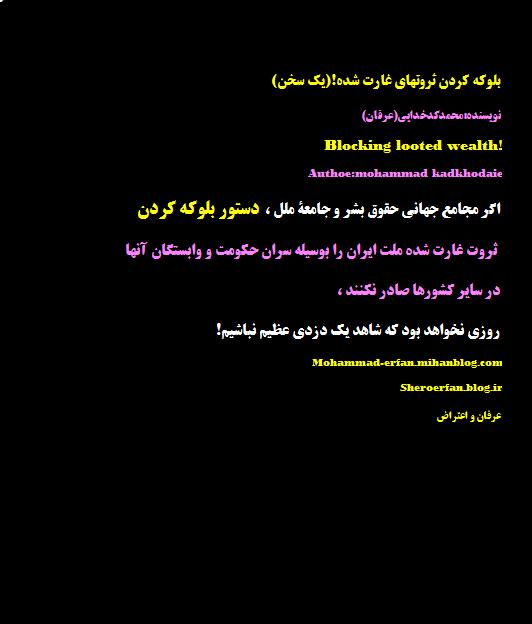 بلوکه کردن ثروتهای غارت شده!(یک سخن)
نویسنده:محمدکدخدایی(عرفان)
Blocking looted wealth!
Authoe:mohammad kadkhodaie
اگر مجامع جهانی حقوق بشر و جامعهٔ ملل ، دستور بلوکه کردن
ثروت غارت شده ملت ایران را بوسیله سران حکومت و وابستگان آنها
در سایر کشورها صادر نکنند ،
روزی نخواهد بود که شاهد یک دزدی عظیم نباشیم!
Mohammad-erfan.mihanblog.com
Sheroerfan.blog.ir
عرفان و اعتراض